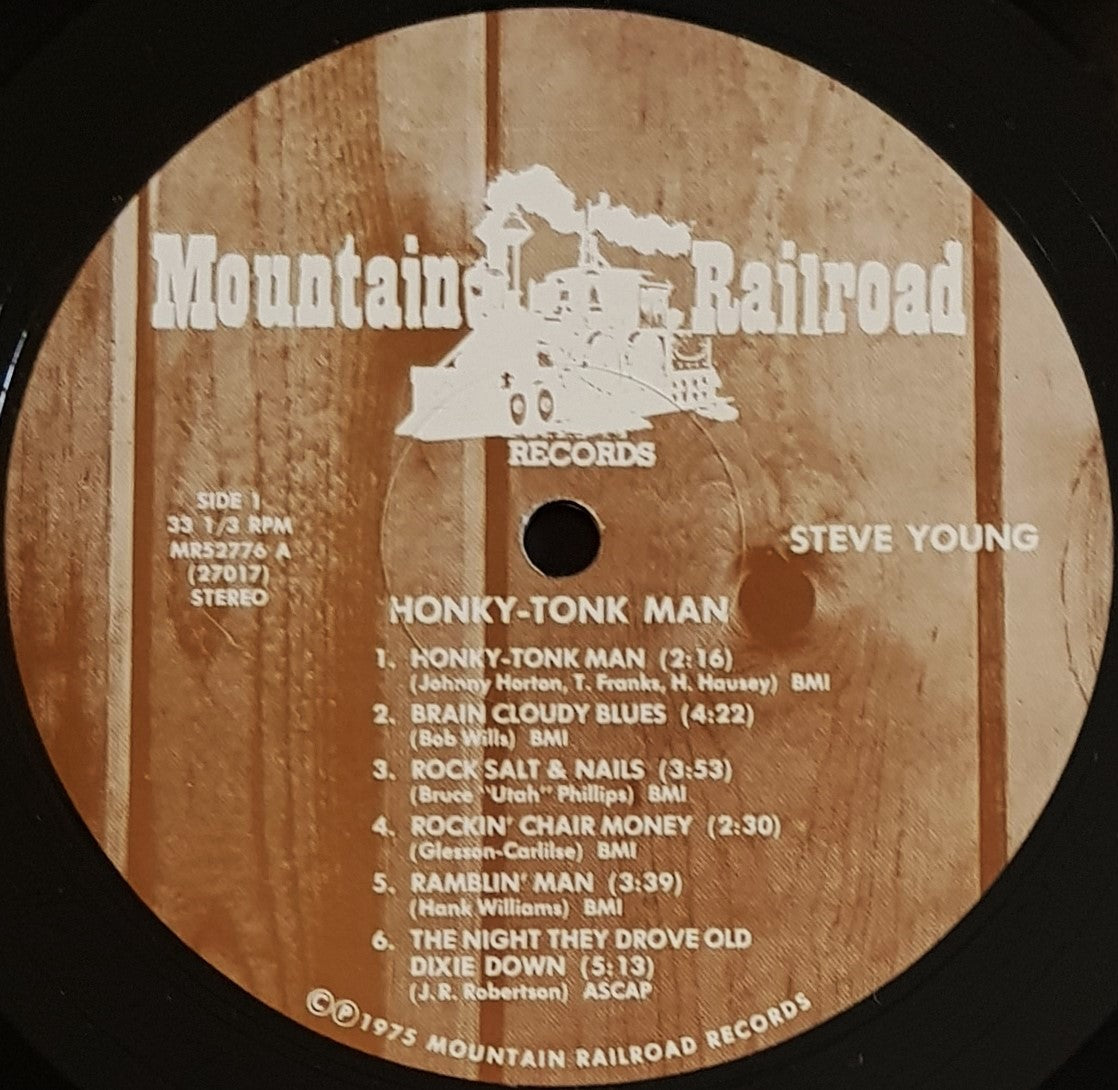 Mountain Railroad
RECORDS
SIDE 1
33 1/3 RPM
MR52776 A
(27017)
STEREO
STEVE YOUNG
HONKY-TONK MAN
1. HONKY-TONK MAN (2:16)
(Johnny Horton, T. Franks, H. Hausey) BMI
2. BRAIN CLOUDY BLUES (4:22)
(Bob Wills) BMI
3. ROCK SALT & NAILS (3:53)
(Bruce "Utah" Phillips) BMI
4. ROCKIN' CHAIR MONEY (2:30)
(Glesson-Carlilse) BMI
5. RAMBLIN' MAN (3:39)
(Hank Williams) BMI
6. THE NIGHT THEY DROVE OLD
DIXIE DOWN (5:13)
(J. R. Robertson) ASCAP
©℗1975 MOUNTAIN RAILROAD RECORDS